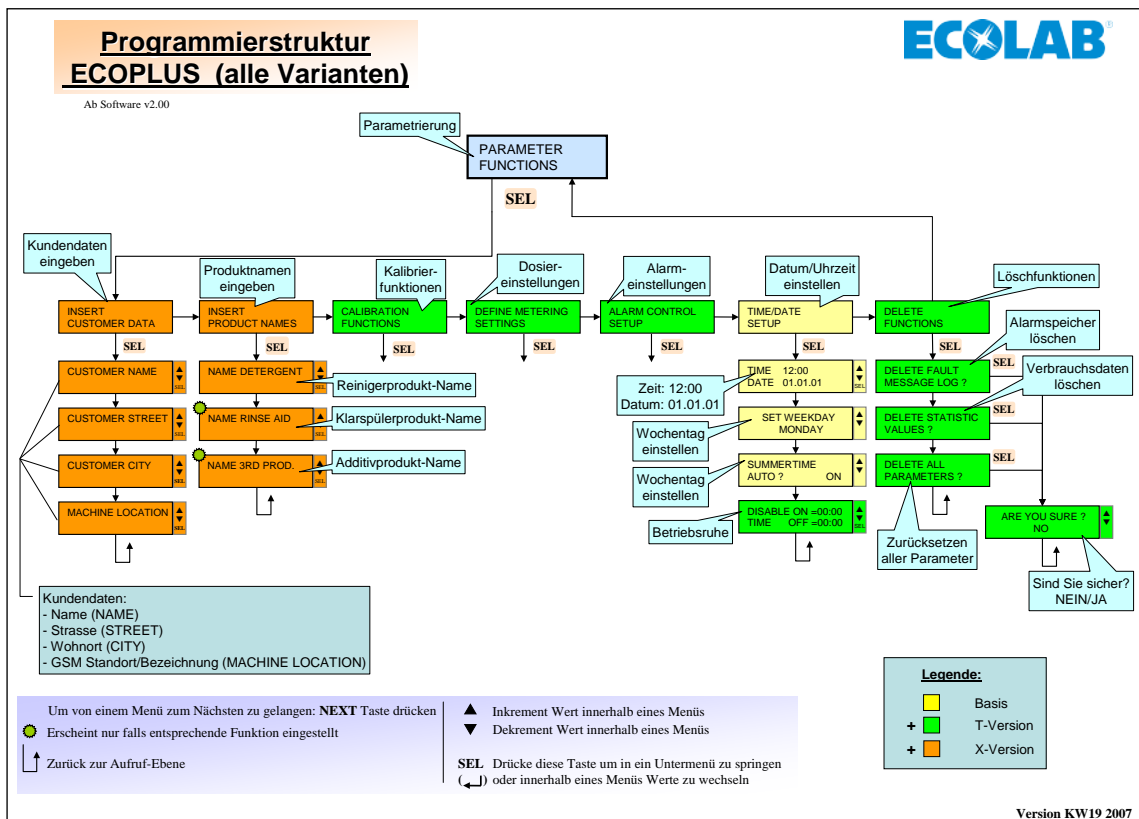 Programmierstruktur
ECOPLUS (alle Varianten)
ECOLAB®
Ab Software v2.00
Parametrierung
PARAMETER
FUNCTIONS
SEL
Kundendaten
eingeben
Produktnamen
eingeben
Kalibrier-
funktionen
Dosier-
einstellungen
Alarm-
einstellungen
Datum/Uhrzeit
einstellen
Löschfunktionen
INSERT
CUSTOMER DATA
INSERT
PRODUCT NAMES
CALIBRATION
FUNCTIONS
DEFINE METERING
SETTINGS
ALARM CONTROL
SETUP
TIME/DATE
SETUP
DELETE
FUNCTIONS
SEL
SEL
SEL
SEL
SEL
SEL
SEL
CUSTOMER NAME
SEL
CUSTOMER STREET
CUSTOMER CITY
SEL
MACHINE LOCATION
SEL
NAME DETERGENT
SEL
Reinigerprodukt-Name
NAME RINSE AID
SEL
Klarspülerprodukt-Name
NAME 3RD PROD.
SEL
Additivprodukt-Name
TIME 12:00
DATE 01.01.01
SEL
Zeit: 12:00
Datum: 01.01.01
SET WEEKDAY
MONDAY
Wochentag
einstellen
SUMMERTIME
AUTO ? ON
Wochentag
einstellen
DISABLE ON =00:00
TIME OFF =00:00
SEL
Betriebsruhe
Alarmspeicher
löschen
DELETE FAULT
MESSAGE LOG ?
SEL
Verbrauchsdaten
löschen
DELETE STATISTIC
VALUES ?
SEL
DELETE ALL
PARAMETERS ?
SEL
Zurücksetzen
aller Parameter
ARE YOU SURE ?
NO
Sind Sie sicher?
NEIN/JA
Kundendaten:
- Name (NAME)
- Strasse (STREET)
- Wohnort (CITY)
- GSM Standort/Bezeichnung (MACHINE LOCATION)
Legende:
Basis
+ T-Version
+ X-Version
Um von einem Menü zum Nächsten zu gelangen: NEXT Taste drücken
Erscheint nur falls entsprechende Funktion eingestellt
Zurück zur Aufruf-Ebene
▲ Inkrement Wert innerhalb eines Menüs
▼ Dekrement Wert innerhalb eines Menüs
SEL Drücke diese Taste um in ein Untermenü zu springen
(↵) oder innerhalb eines Menüs Werte zu wechseln
Version KW19 2007